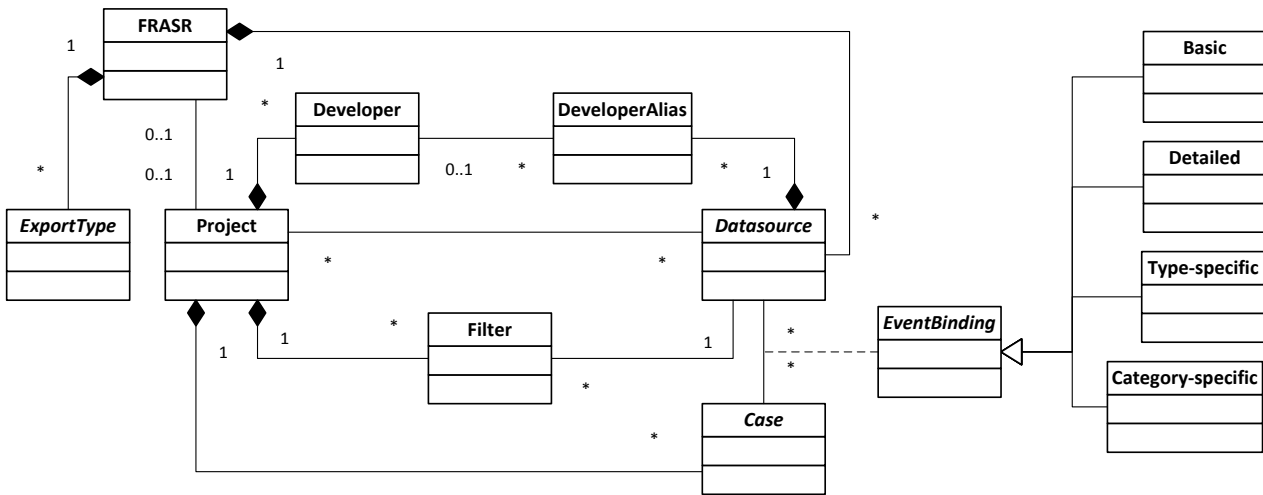 FRASR
1
1
Basic
Developer
DeveloperAlias
*
0..1
0..1
*
*
1
0..1
*
*
1
Detailed
ExportType
Project
Datasource
*
*
*
Type-specific
EventBinding
Filter
*
1
1
1
*
*
*
Category-specific
Case
*